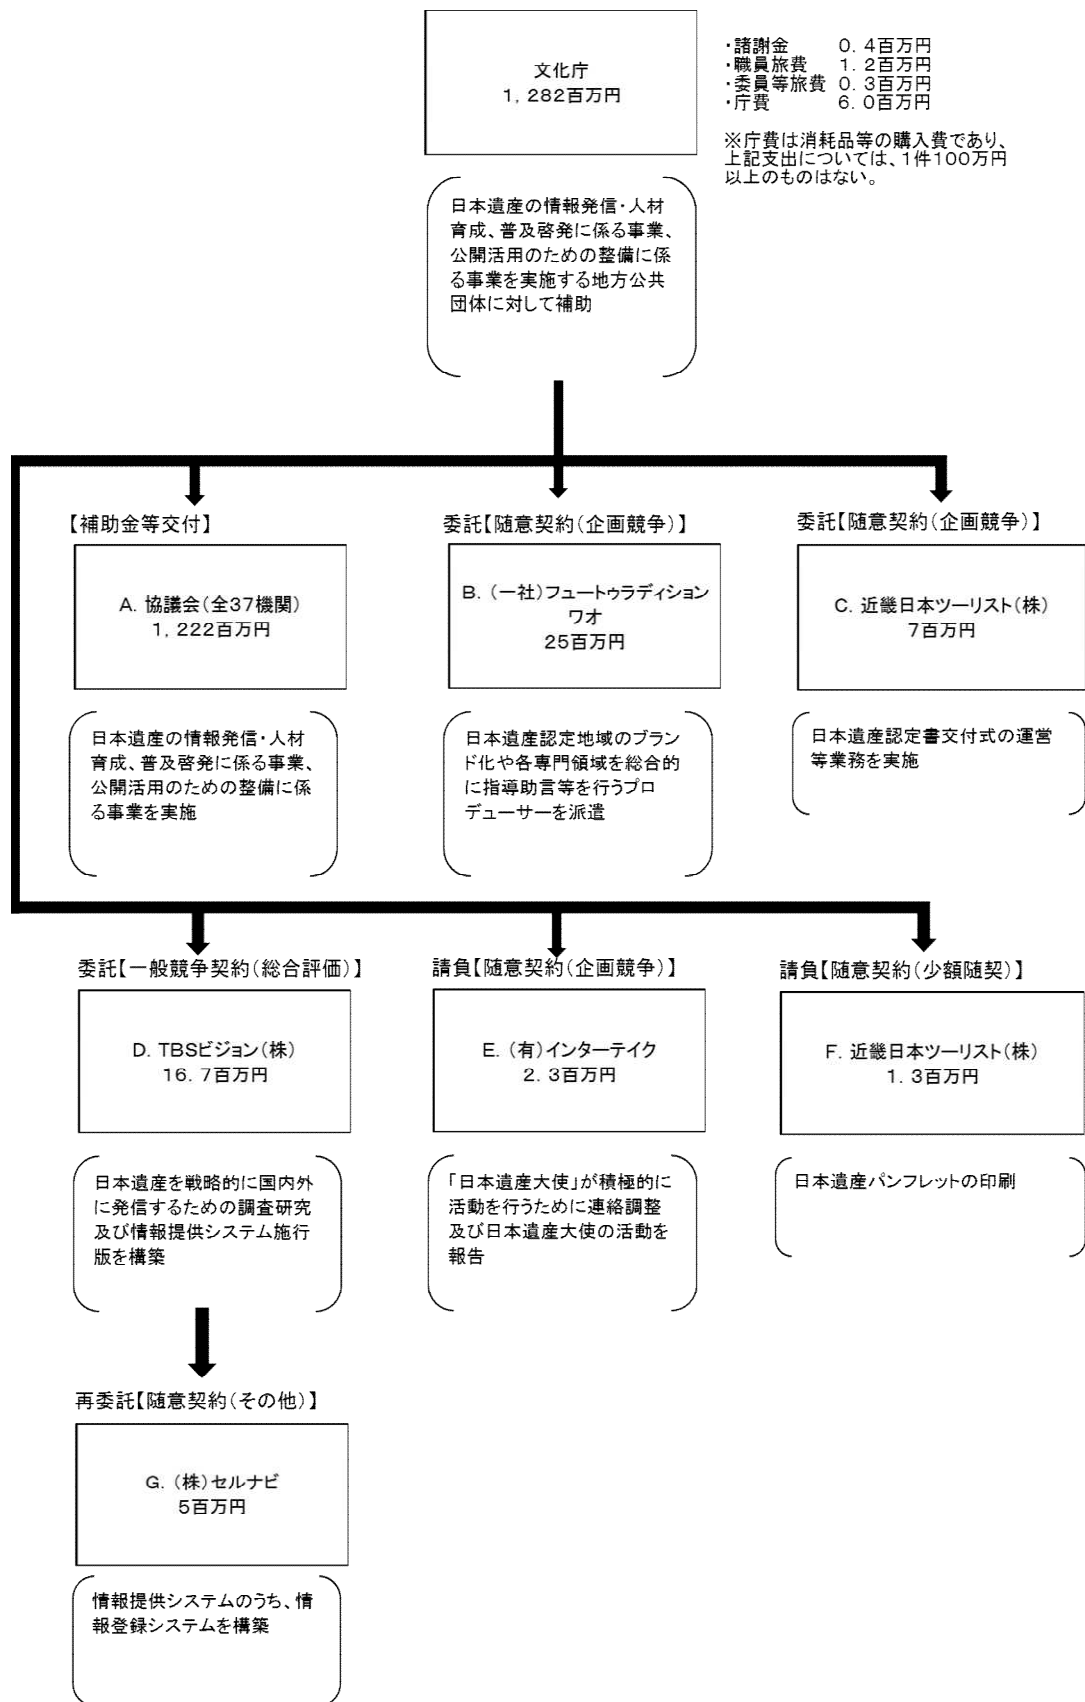 文化庁
1，282百万円
・諸謝金　　　0．4百万円
・職員旅費　　1．2百万円
・委員等旅費　0．3百万円
・庁費　　　　6．0百万円
※庁費は消耗品等の購入費であり、
上記支出については、1件100万円
以上のものはない。
日本遺産の情報発信・人材
育成、普及啓発に係る事業、
公開活用のための整備に係
る事業を実施する地方公共
団体に対して補助
【補助金等交付】
A．協議会（全37機関）
1，222百万円
日本遺産の情報発信・人材
育成、普及啓発に係る事業、
公開活用のための整備に係
る事業を実施
委託【随意契約（企画競争）】
B．（一社）フュートゥラディション
ワオ
25百万円
日本遺産認定地域のブラン
ド化や各専門領域を総合的
に指導助言等を行うプロ
デューサーを派遣
委託【随意契約（企画競争）】
C．近畿日本ツーリスト（株）
7百万円
日本遺産認定書交付式の運営
等業務を実施
委託【一般競争契約（総合評価）】
D．TBSビジョン（株）
16．7百万円
日本遺産を戦略的に国内外
に発信するための調査研究
及び情報提供システム施行
版を構築
請負【随意契約（企画競争）】
E．（有）インターテイク
2．3百万円
「日本遺産大使」が積極的に
活動を行うために連絡調整
及び日本遺産大使の活動を
報告
請負【随意契約（少額随契）】
F．近畿日本ツーリスト（株）
1．3百万円
日本遺産パンフレットの印刷
再委託【随意契約（その他）】
G．（株）セルナビ
5百万円
情報提供システムのうち、情
報登録システムを構築